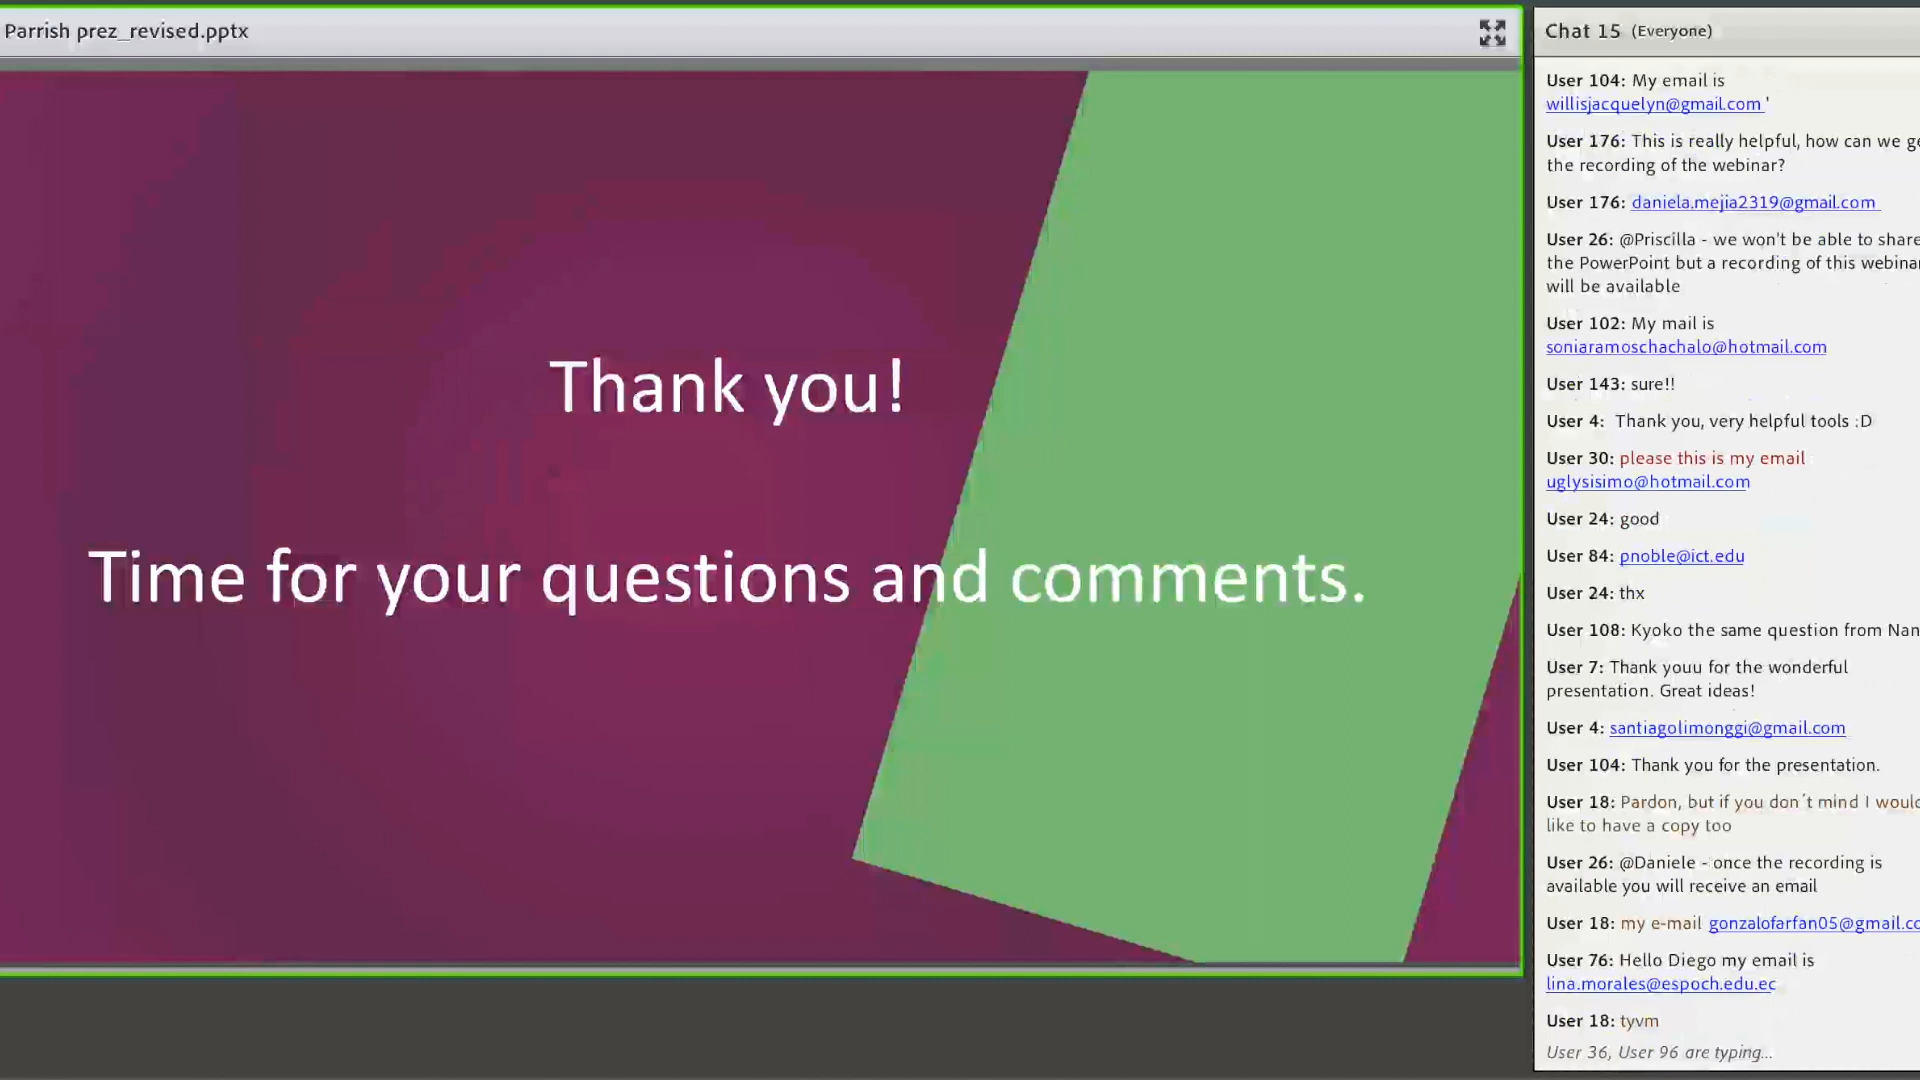 Parrish prez_revised.pptx
Thank you!
Time for your questions and comments.
Chat 15 (Everyone)
User 104: My email is
willisjacquelyn@gmail.com '
User 176: This is really helpful, how can we
the recording of the webinar?
User 176: daniela.mejia2319@gmail.com
User 26: @Priscilla - we won't be able to share
the PowerPoint but a recording of this
will be available
User 102: My mail is
soniaramoschachalo@hotmail.com
User 143: sure!!
User 4: Thank you, very helpful tools :D
User 30: please this is my email
uglysisimo@hotmail.com
User 24: good
User 84: pnoble@ict.edu
User 24: thx
User 108: Kyoko the same question from
User 7: Thank youu for the wonderful
presentation. Great ideas!
User 4: santiagolimonggi@gmail.com
User 104: Thank you for the presentation.
User 18: Pardon, but if you don´t mind I
like to have a copy too
User 26: @Daniele - once the recording is
available you will receive an email
User 18: my e-mail
User 76: Hello Diego my email is
lina.morales@espoch.edu.ec
User 18: tyvm
User 36, User 96 are typing...